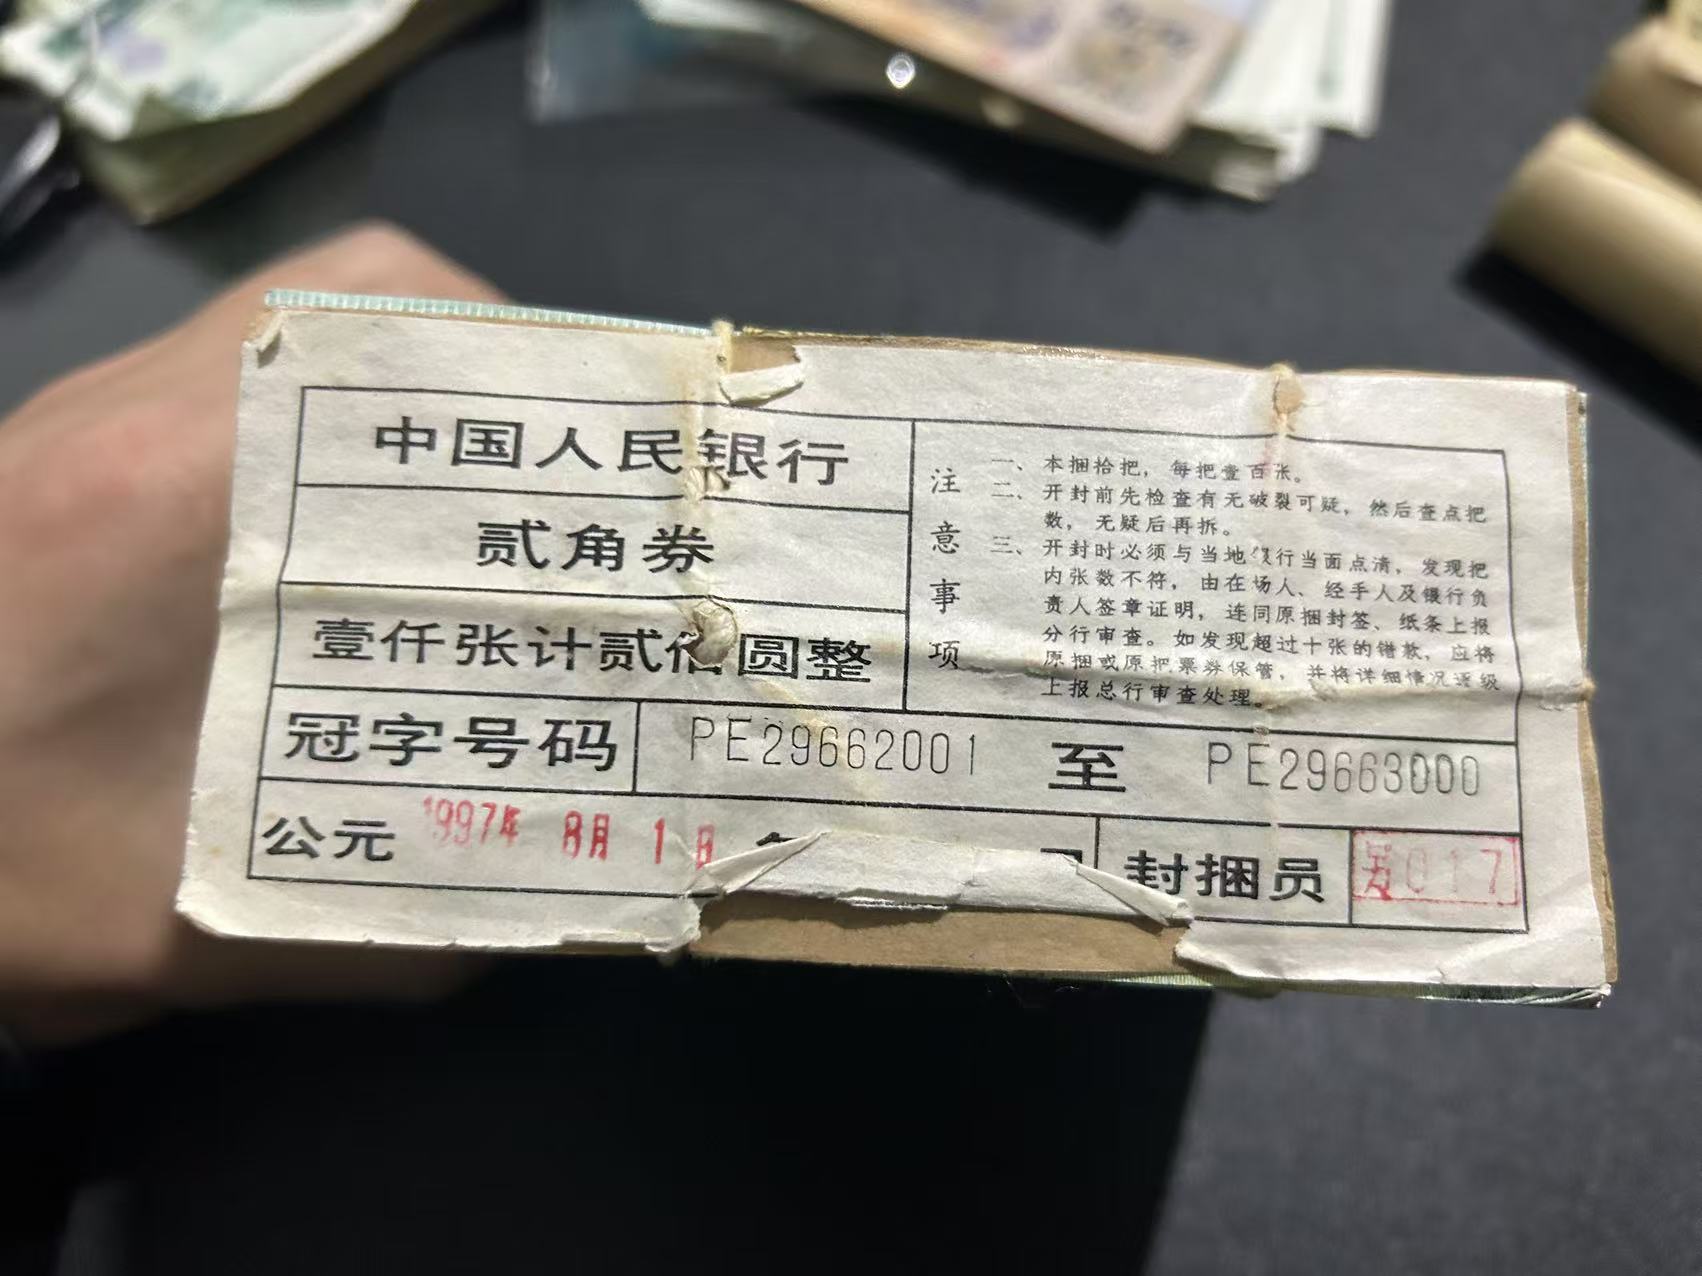 中国人民银行
贰角券
壹仟张计贰佰圆整
注意事项
一、本捆拾把，每把壹百张。
二、开封前先检查有无破裂可疑，然后查点把
数，无疑后再拆。
三、开封时必须与当地银行当面点清，发现把
内张数不符，由在场人、经手人及银行负
责人签章证明，连同原捆封签、纸条上报
分行审查。如发现超过十张的错款，应将
原捆或原把票券保管，并将详细情况逐级
上报总行审查处理。
冠字号码 PE29662001 至 PE29663000
公元 1997年 8月 1日
封捆员 017